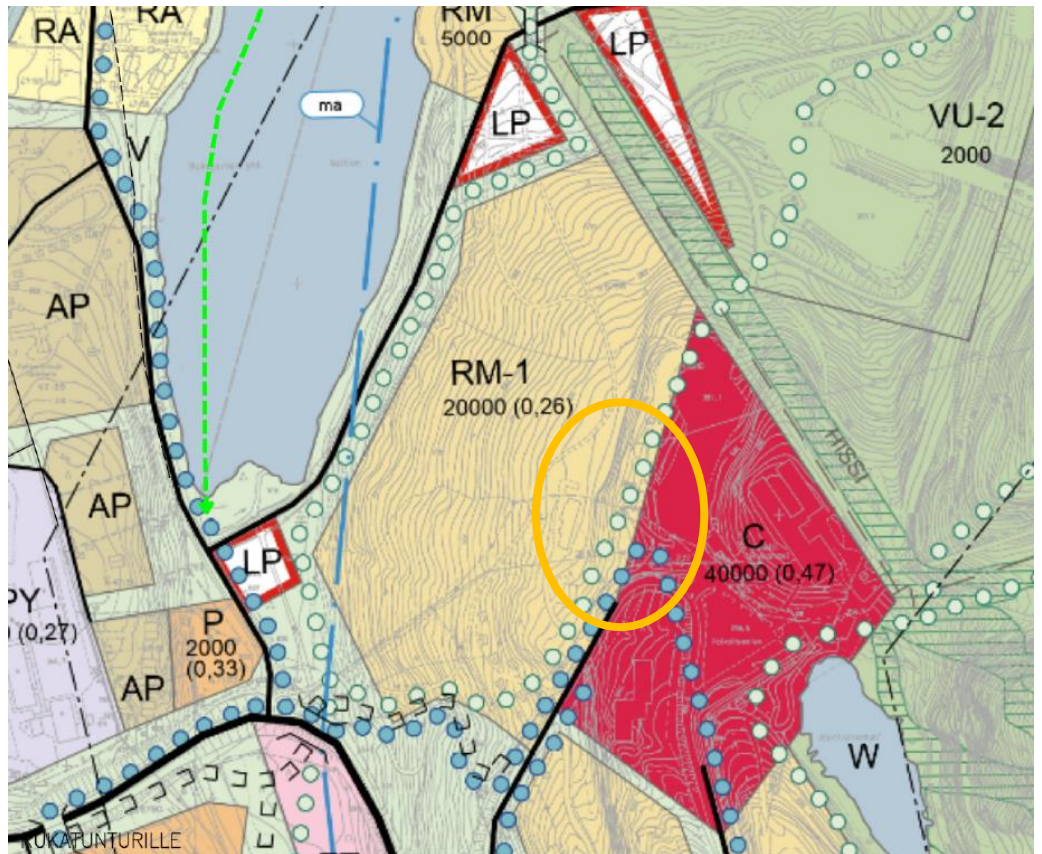 RA
RA
RM
5000
LP
LP
ma
V
VU-2
2000
AP
RM-1
20000 (0,26)
HISSI
AP
C
40000 (0,47)
LP
PY
(0,27)
P
2000
(0,33)
AP
W
RUKATUNTURILLE